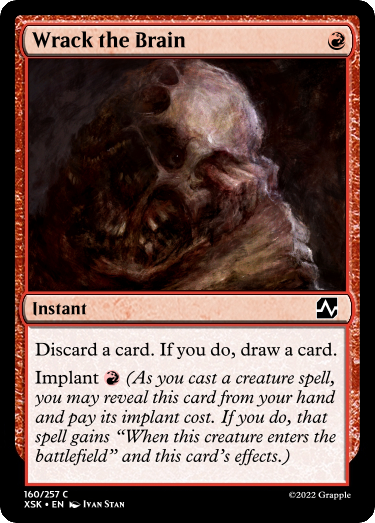 Wrack the Brain
Instant
Discard a card. If you do, draw a card.
Implant (As you cast a creature spell,
you may reveal this card from your
hand and pay its implant cost. If you do, that
spell gains “When this creature enters the
battlefield” and this card’s effects.)
160/257 C
XSK • EN Ivan Stan
©2022 Grapple